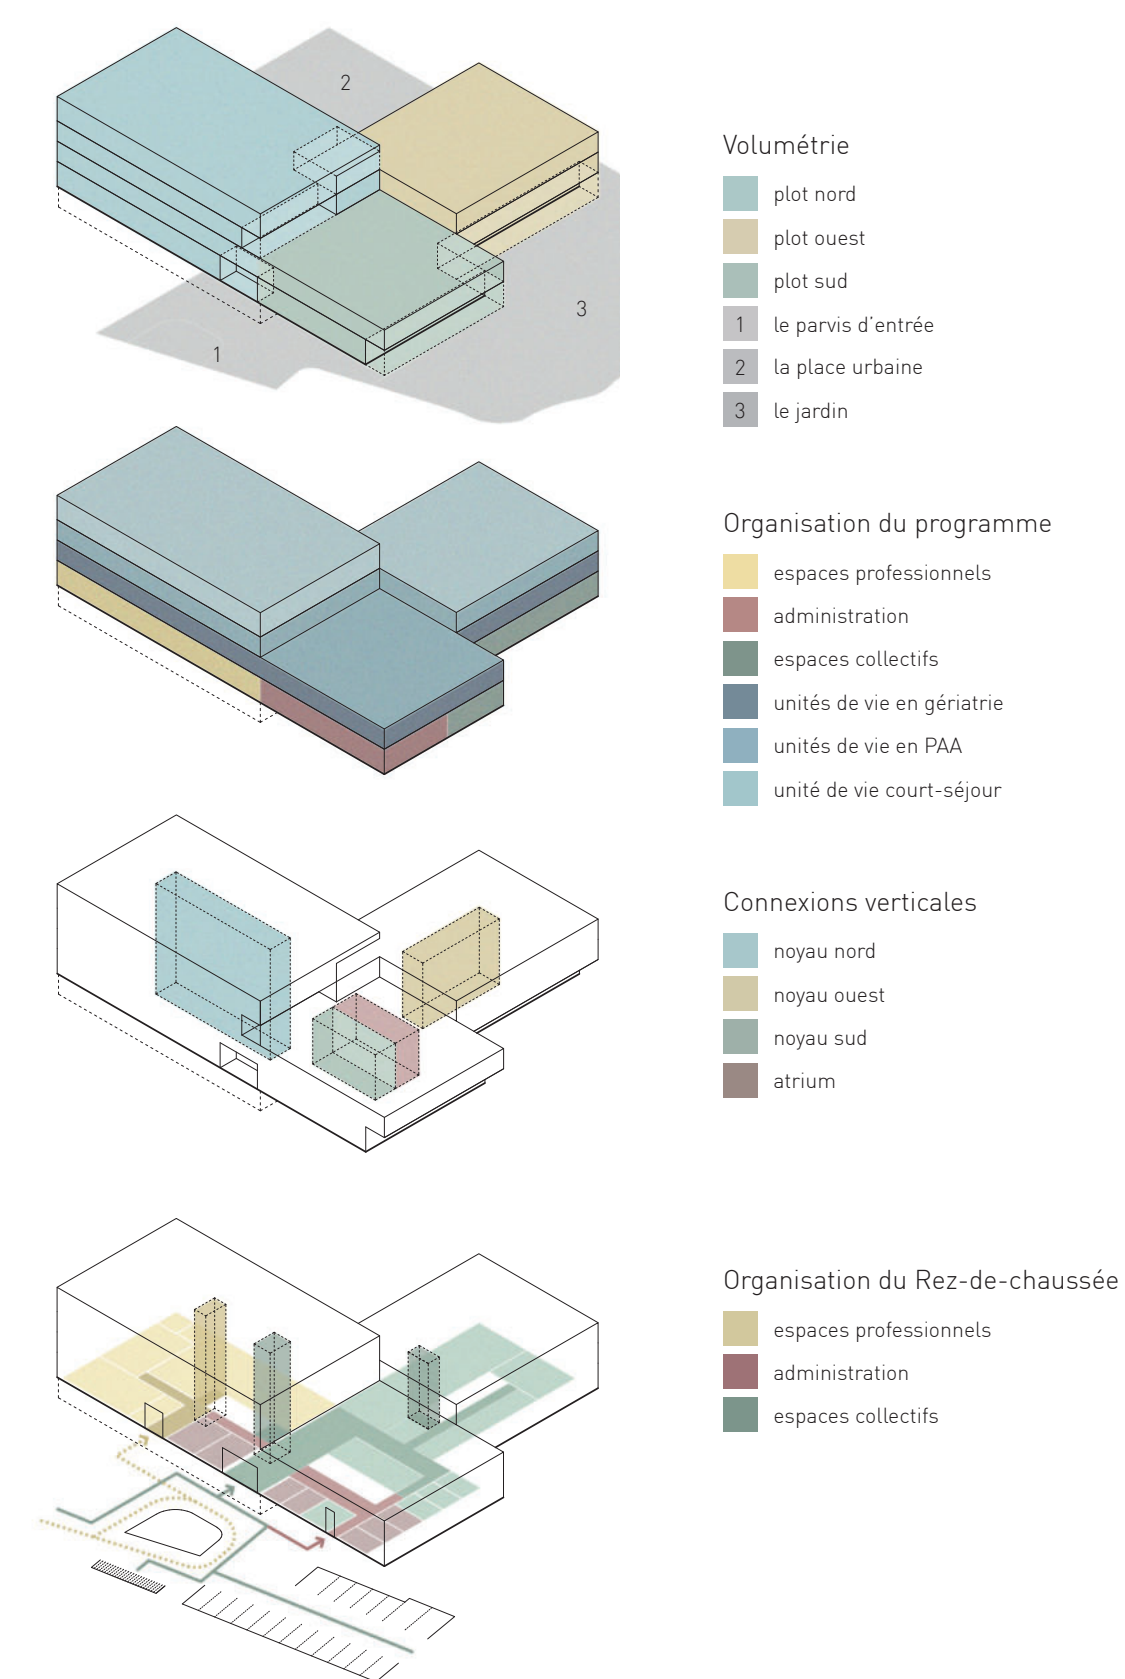 2
3
1
Volumétrie
plot nord
plot ouest
plot sud
1 le parvis d'entrée
2 la place urbaine
3 le jardin
Organisation du programme
espaces professionnels
administration
espaces collectifs
unités de vie en gériatrie
unités de vie en PAA
unité de vie court-séjour
Connexions verticales
noyau nord
noyau ouest
noyau sud
atrium
Organisation du Rez-de-chaussée
espaces professionnels
administration
espaces collectifs